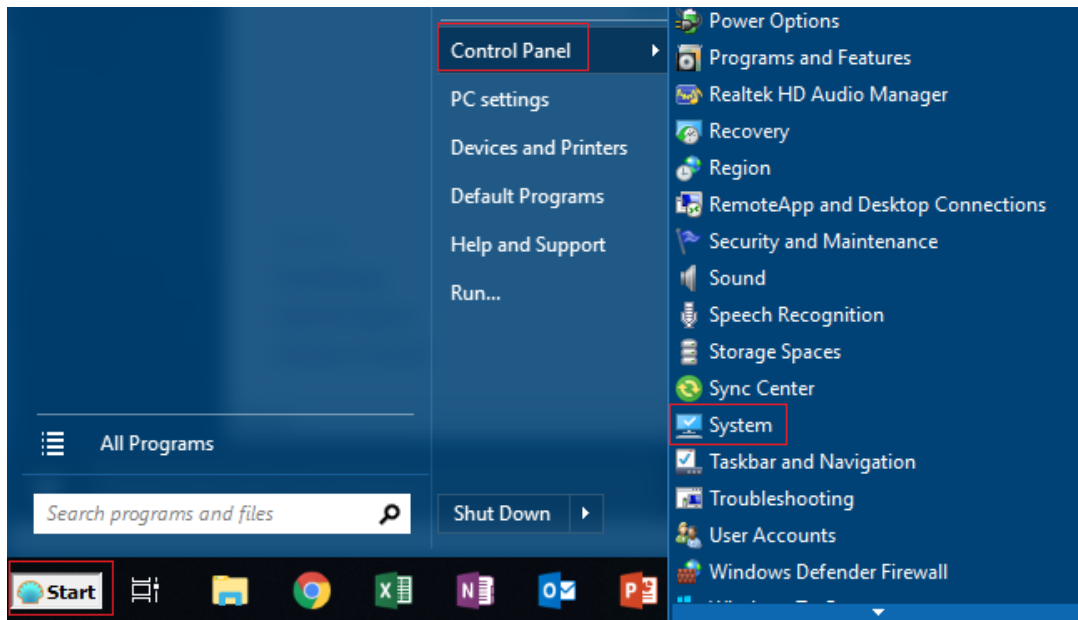 Control Panel
PC settings
Devices and Printers
Default Programs
Help and Support
Run...
All Programs
Search programs and files
Shut Down
Start
Power Options
Programs and Features
Realtek HD Audio Manager
Recovery
Region
RemoteApp and Desktop Connections
Security and Maintenance
Sound
Speech Recognition
Storage Spaces
Sync Center
System
Taskbar and Navigation
Troubleshooting
User Accounts
Windows Defender Firewall